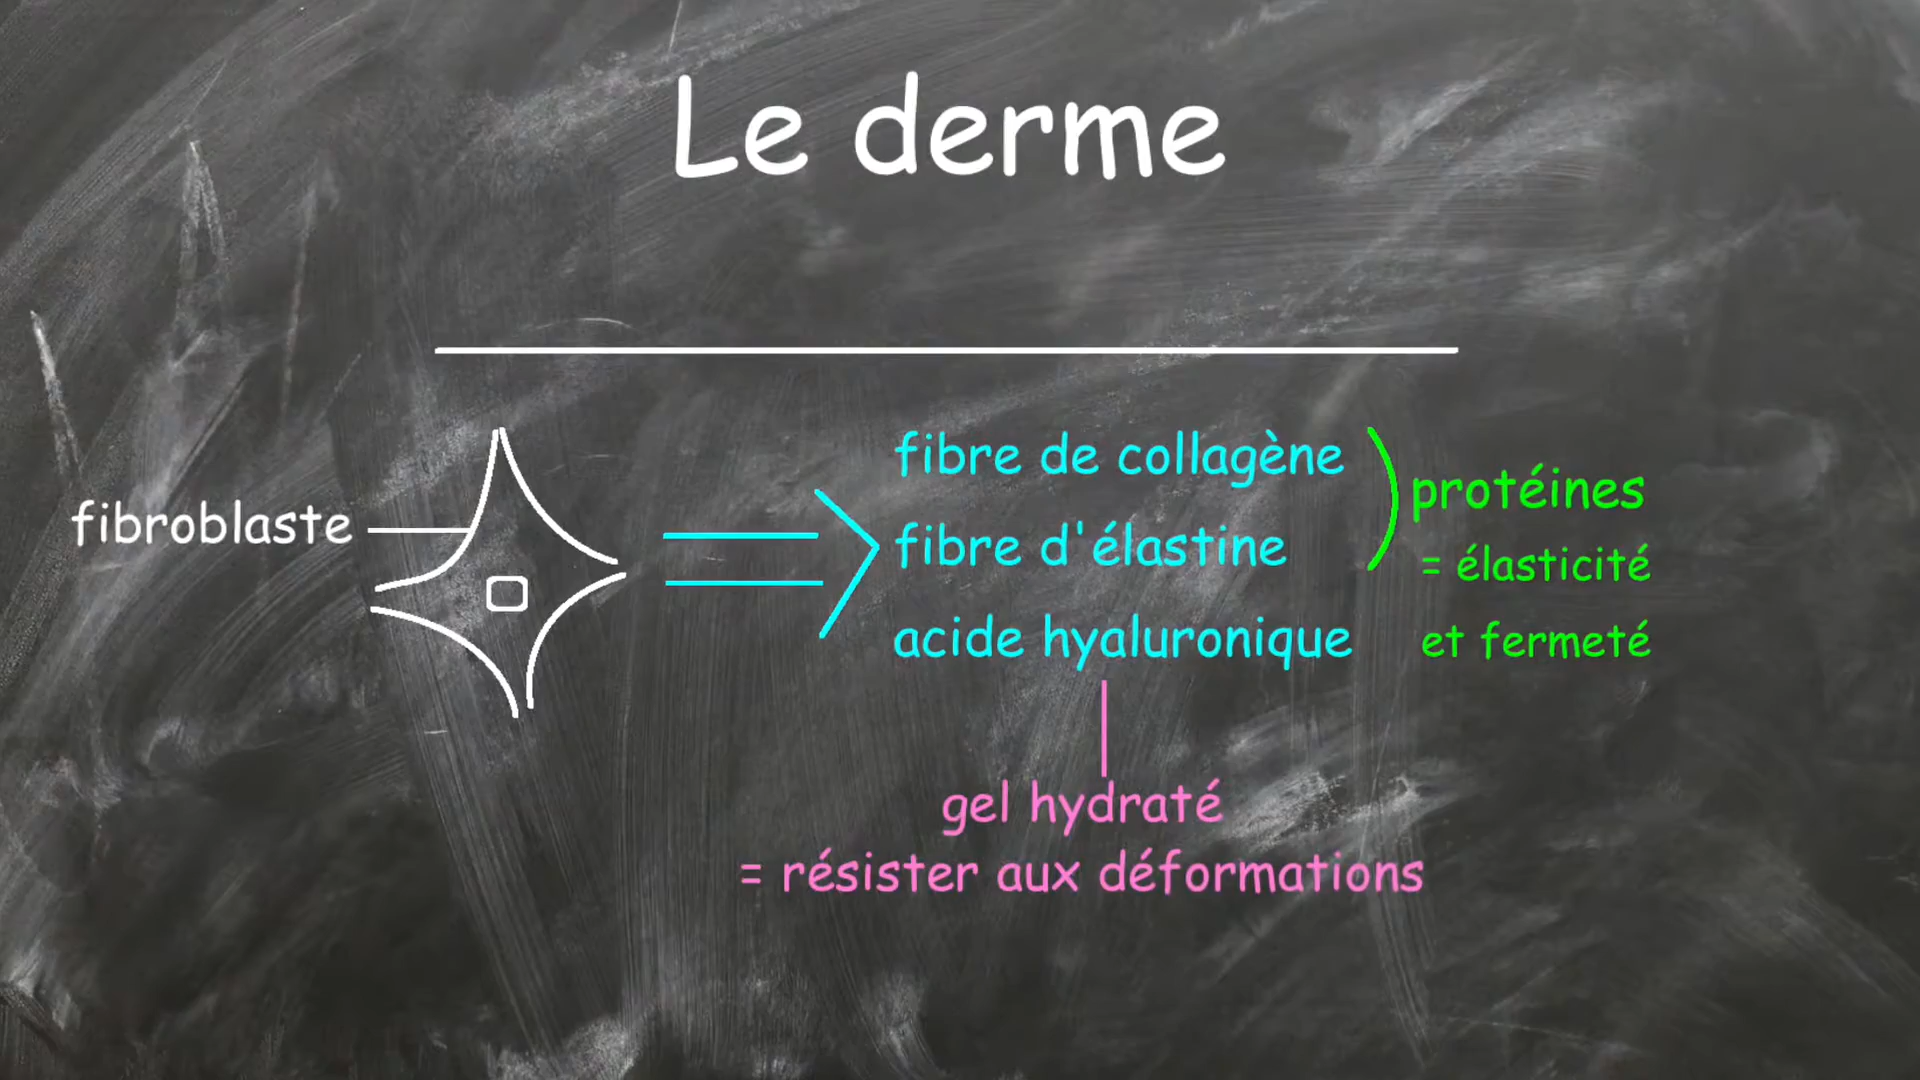 Le derme
fibroblaste
fibre de collagène
fibre d'élastine
acide hyaluronique
protéines
= élasticité
et fermeté
gel hydraté
= résister aux déformations